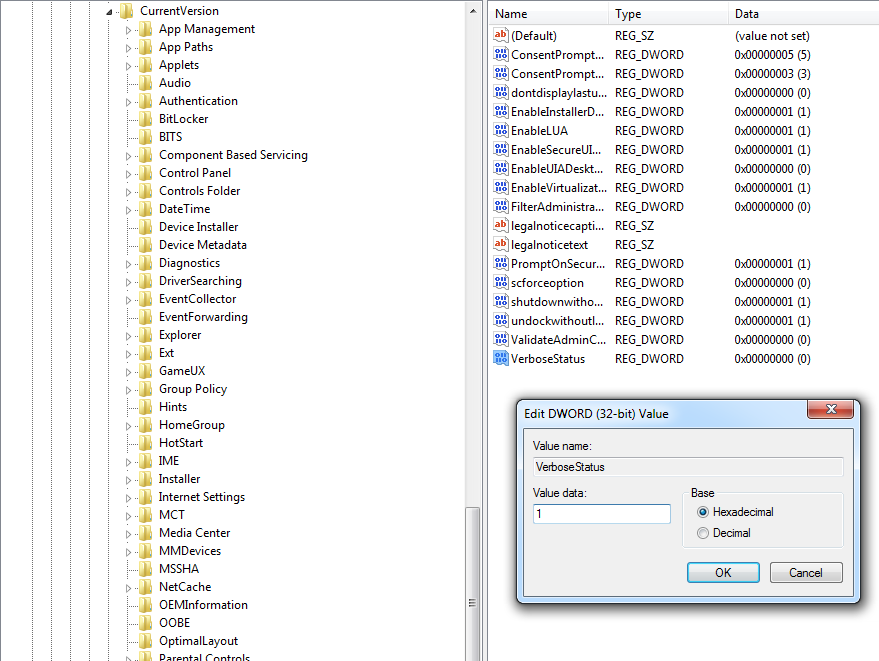 CurrentVersion
App Management
App Paths
Applets
Audio
Authentication
BitLocker
BITS
Component Based Servicing
Control Panel
Controls Folder
DateTime
Device Installer
Device Metadata
Diagnostics
DriverSearching
EventCollector
EventForwarding
Explorer
Ext
GameUX
Group Policy
Hints
HomeGroup
HotStart
IME
Installer
Internet Settings
MCT
Media Center
MMDevices
MSSHA
NetCache
OEMInformation
OOBE
OptimalLayout
Parental Controls
Name Type Data
ab (Default) REG_SZ (value not set)
ConsentPrompt... REG_DWORD 0x00000005 (5)
ConsentPrompt... REG_DWORD 0x00000003 (3)
dontdisplaylastu... REG_DWORD 0x00000000 (0)
EnableInstallerD... REG_DWORD 0x00000001 (1)
EnableLUA REG_DWORD 0x00000001 (1)
EnableSecureUI... REG_DWORD 0x00000001 (1)
EnableUIADeskt... REG_DWORD 0x00000000 (0)
EnableVirtualizat... REG_DWORD 0x00000001 (1)
FilterAdministra... REG_DWORD 0x00000000 (0)
ab legalnoticecapti... REG_SZ
ab legalnoticetext REG_SZ
PromptOnSecur... REG_DWORD 0x00000001 (1)
scforceoption REG_DWORD 0x00000000 (0)
shutdownwitho... REG_DWORD 0x00000001 (1)
undockwithoutl... REG_DWORD 0x00000001 (1)
ValidateAdminC... REG_DWORD 0x00000000 (0)
VerboseStatus REG_DWORD 0x00000000 (0)
Edit DWORD (32-bit) Value
Value name:
VerboseStatus
Value data:
1
Base
Hexadecimal
Decimal
OK Cancel